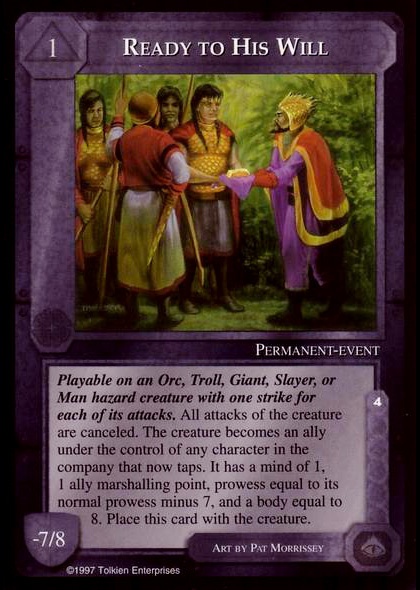 1
READY TO HIS WILL
PERMANENT-EVENT
Playable on an Orc, Troll, Giant, Slayer, or
Man hazard creature with one strike for
each of its attacks. All attacks of the creature
are canceled. The creature becomes an ally
under the control of any character in the
company that now taps. It has a mind of 1,
1 ally marshalling point, prowess equal to its
normal prowess minus 7, and a body equal to
8. Place this card with the creature.
4
-7/8
ART BY PAT MORRISSEY
©1997 Tolkien Enterprises